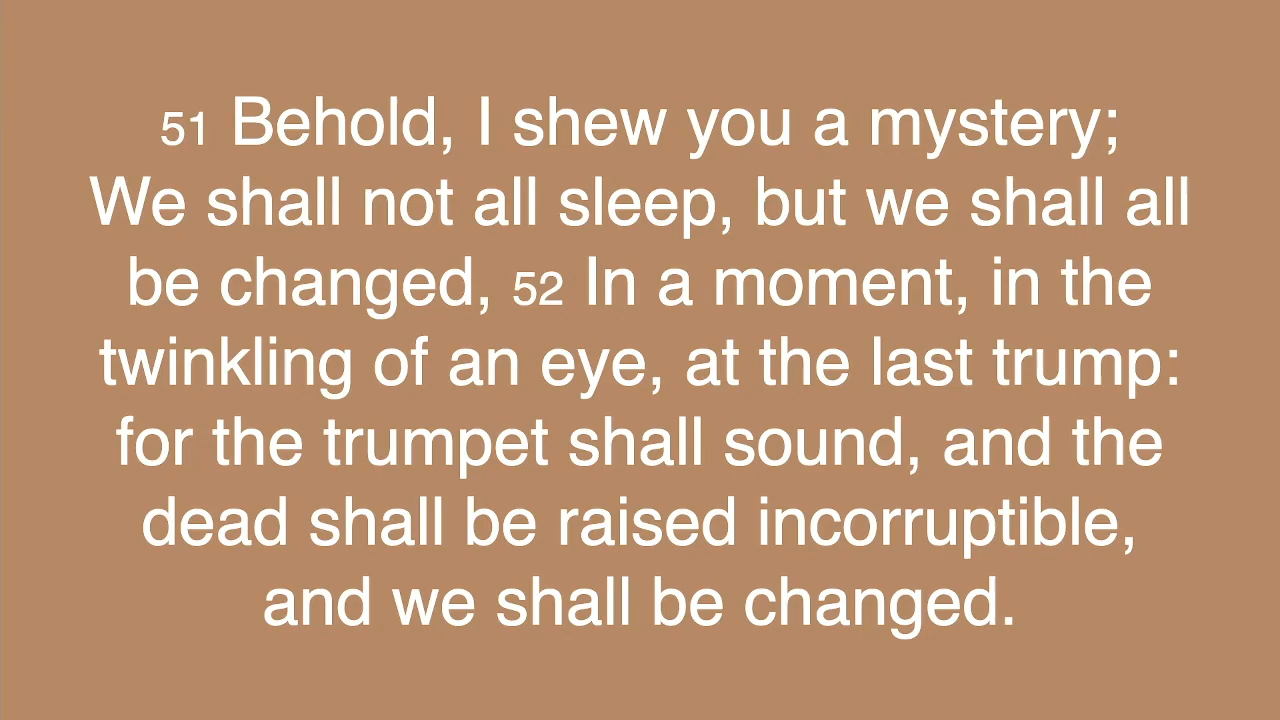 51 Behold, I shew you a mystery;
We shall not all sleep, but we shall all
be changed, 52 In a moment, in the
twinkling of an eye, at the last trump:
for the trumpet shall sound, and the
dead shall be raised incorruptible,
and we shall be changed.